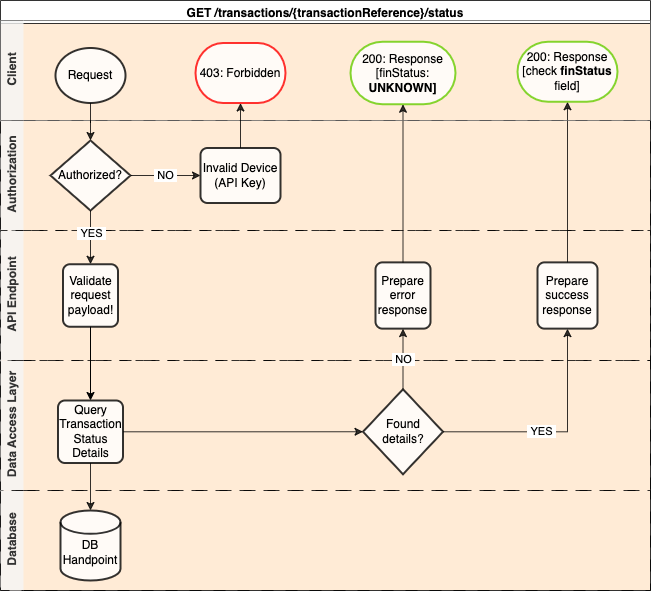 GET /transactions/{transactionReference}/status
Client
Request
403: Forbidden
200: Response
[finStatus:
UNKNOWN]
200: Response
[check finStatus
field]
Authorization
Authorized?
NO
Invalid Device
(API Key)
YES
API Endpoint
Validate
request
payload!
Prepare
error
response
Prepare
success
response
NO
Data Access Layer
Query
Transaction
Status
Details
Found
details?
YES
Database
DB
Handpoint